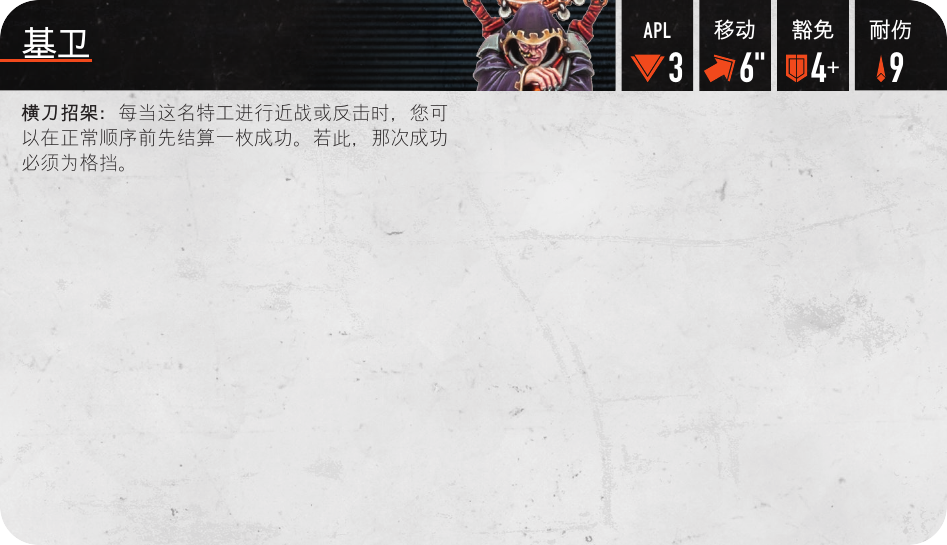 基卫
APL 移动 豁免 耐伤
3 6" 4+ 9
横刀招架：每当这名特工进行近战或反击时，您可
以在正常顺序前先结算一枚成功。若此，那次成功
必须为格挡。